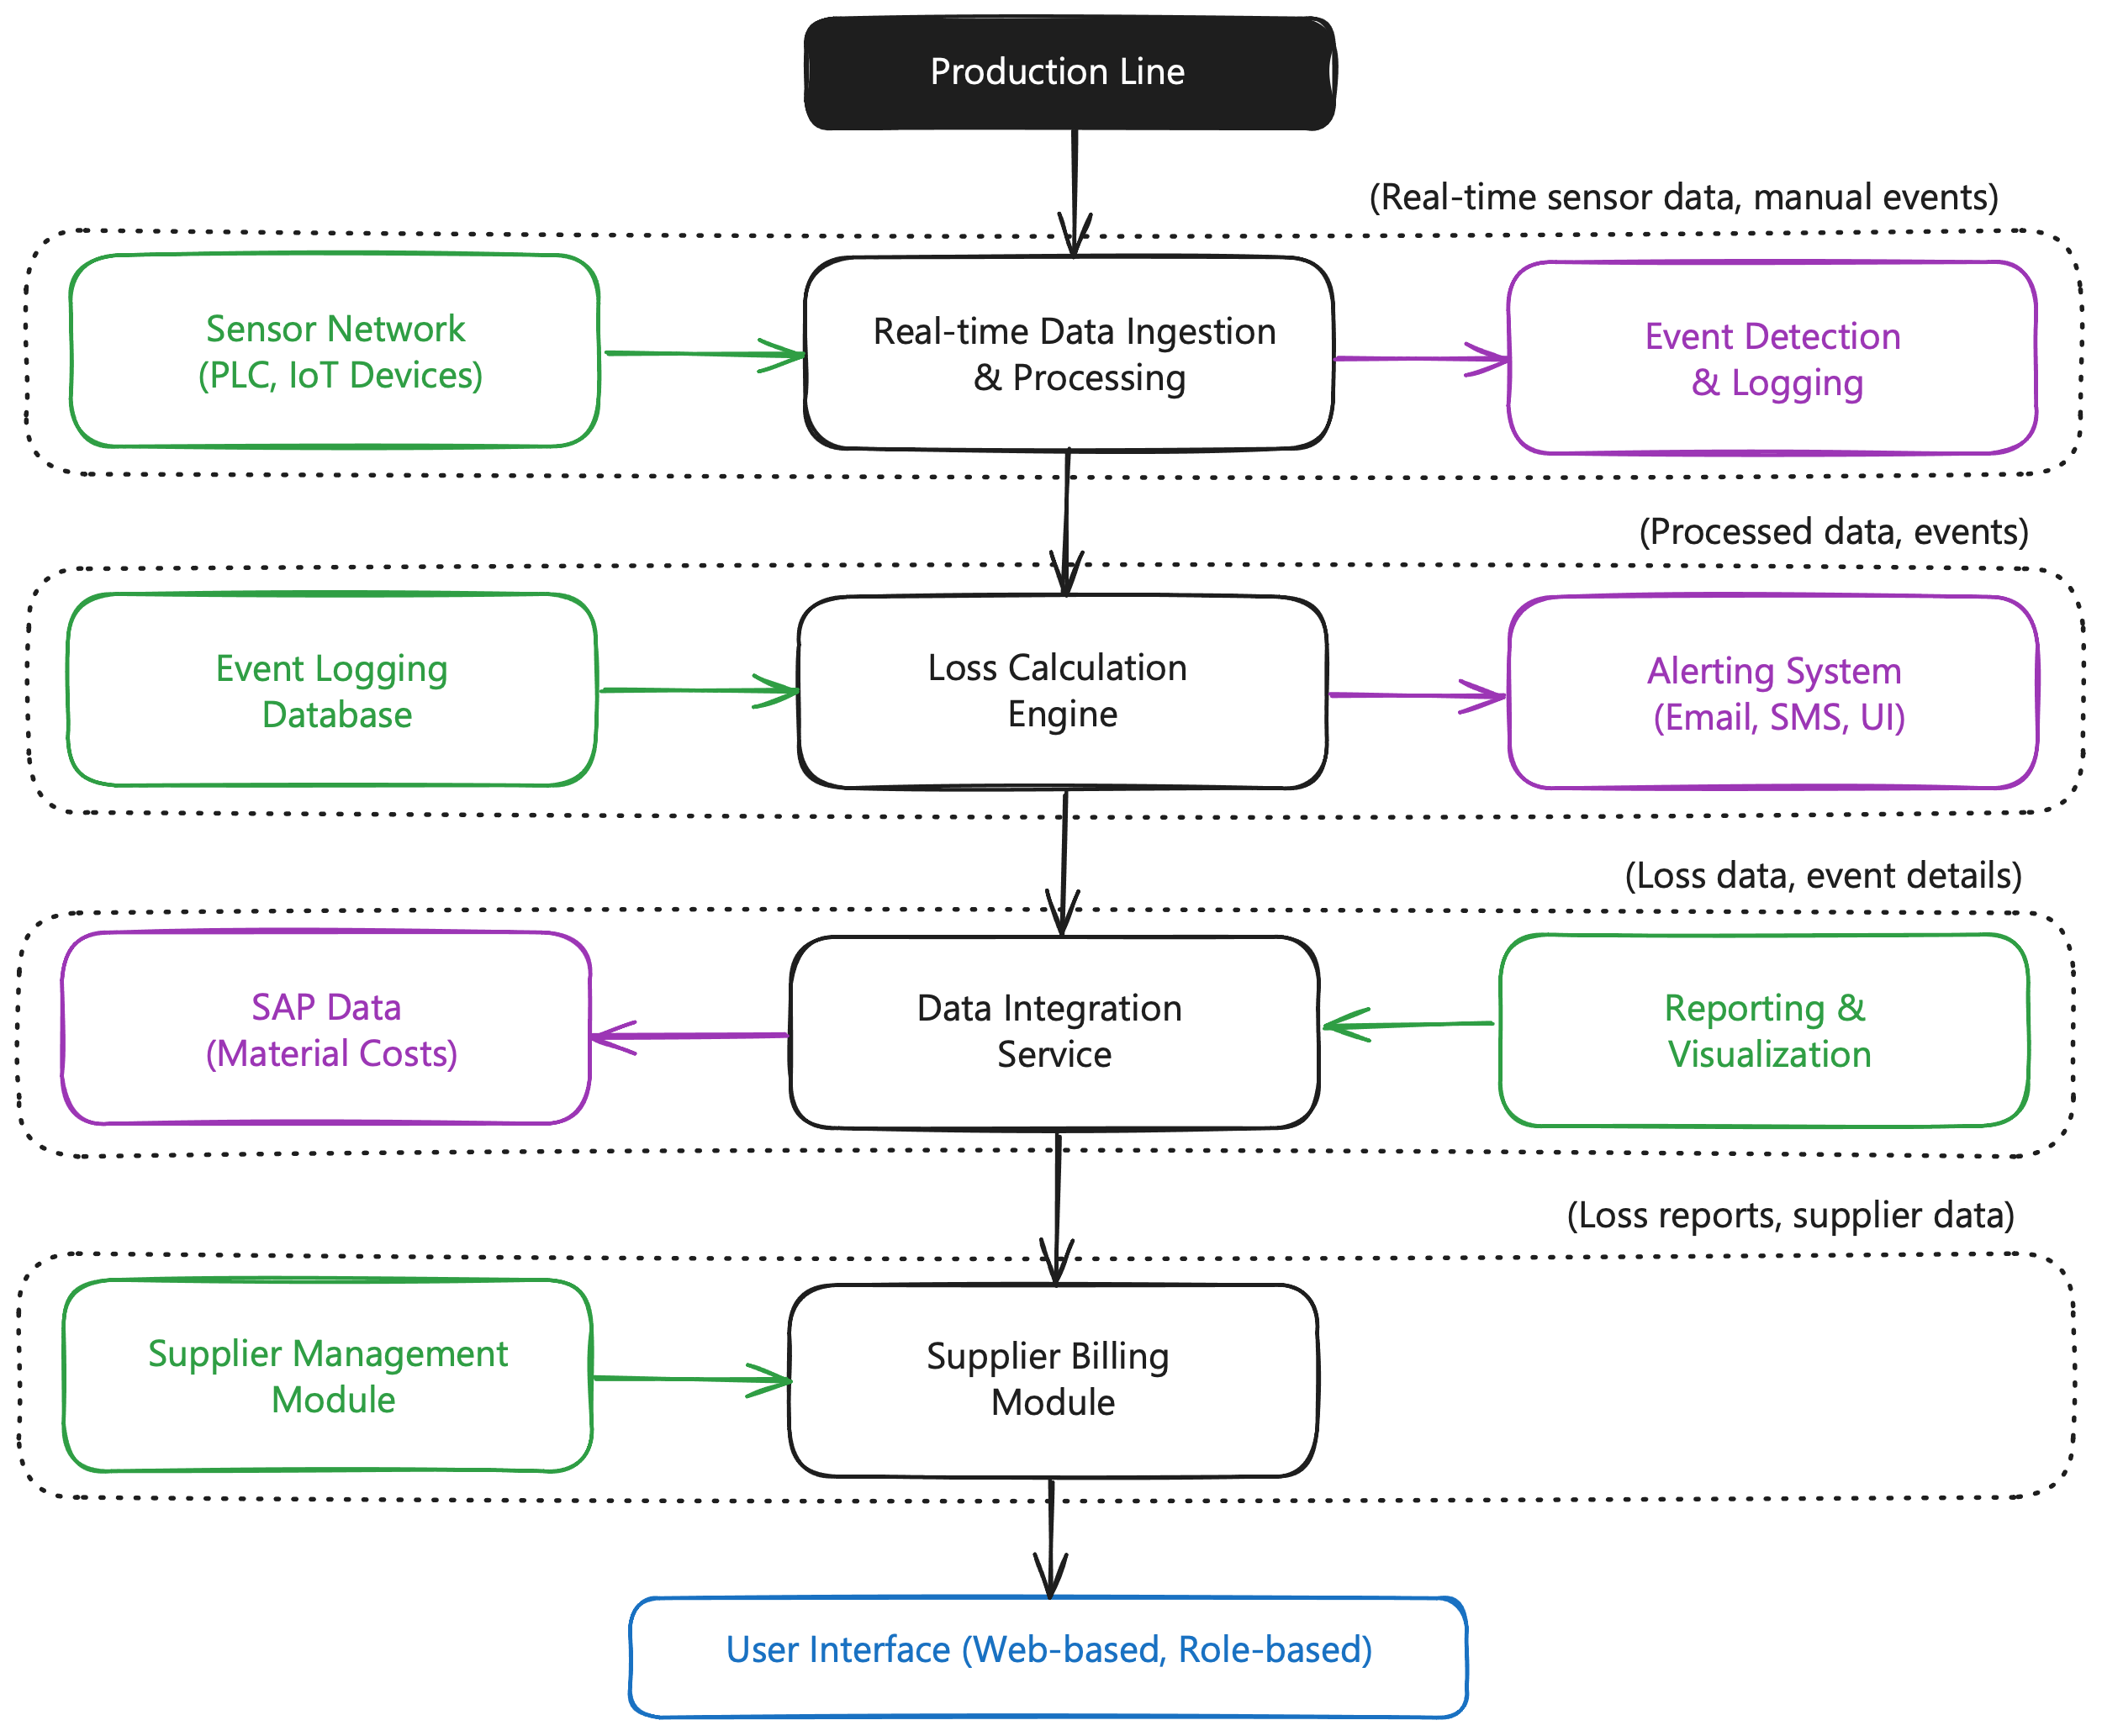 Production Line
(Real-time sensor data, manual events)
Sensor Network
(PLC, IoT Devices)
Real-time Data Ingestion
& Processing
Event Detection
& Logging
(Processed data, events)
Event Logging
Database
Loss Calculation
Engine
Alerting System
(Email, SMS, UI)
(Loss data, event details)
SAP Data
(Material Costs)
Data Integration
Service
Reporting &
Visualization
(Loss reports, supplier data)
Supplier Management
Module
Supplier Billing
Module
User Interface (Web-based, Role-based)